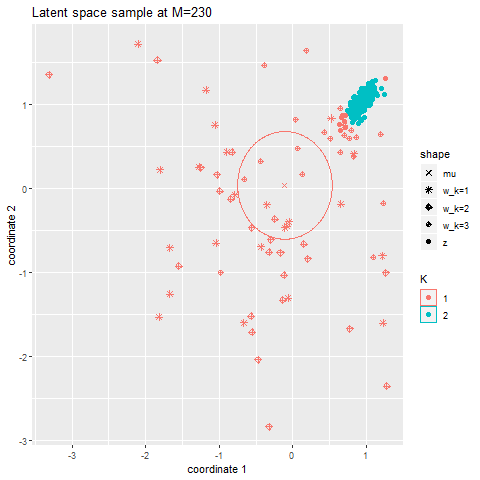 Latent space sample at M=230
coordinate 2
1
0
-1
-2
-3
-3
-2
-1
0
1
coordinate 1
shape
mu
w_k=1
w_k=2
w_k=3
z
K
1
2